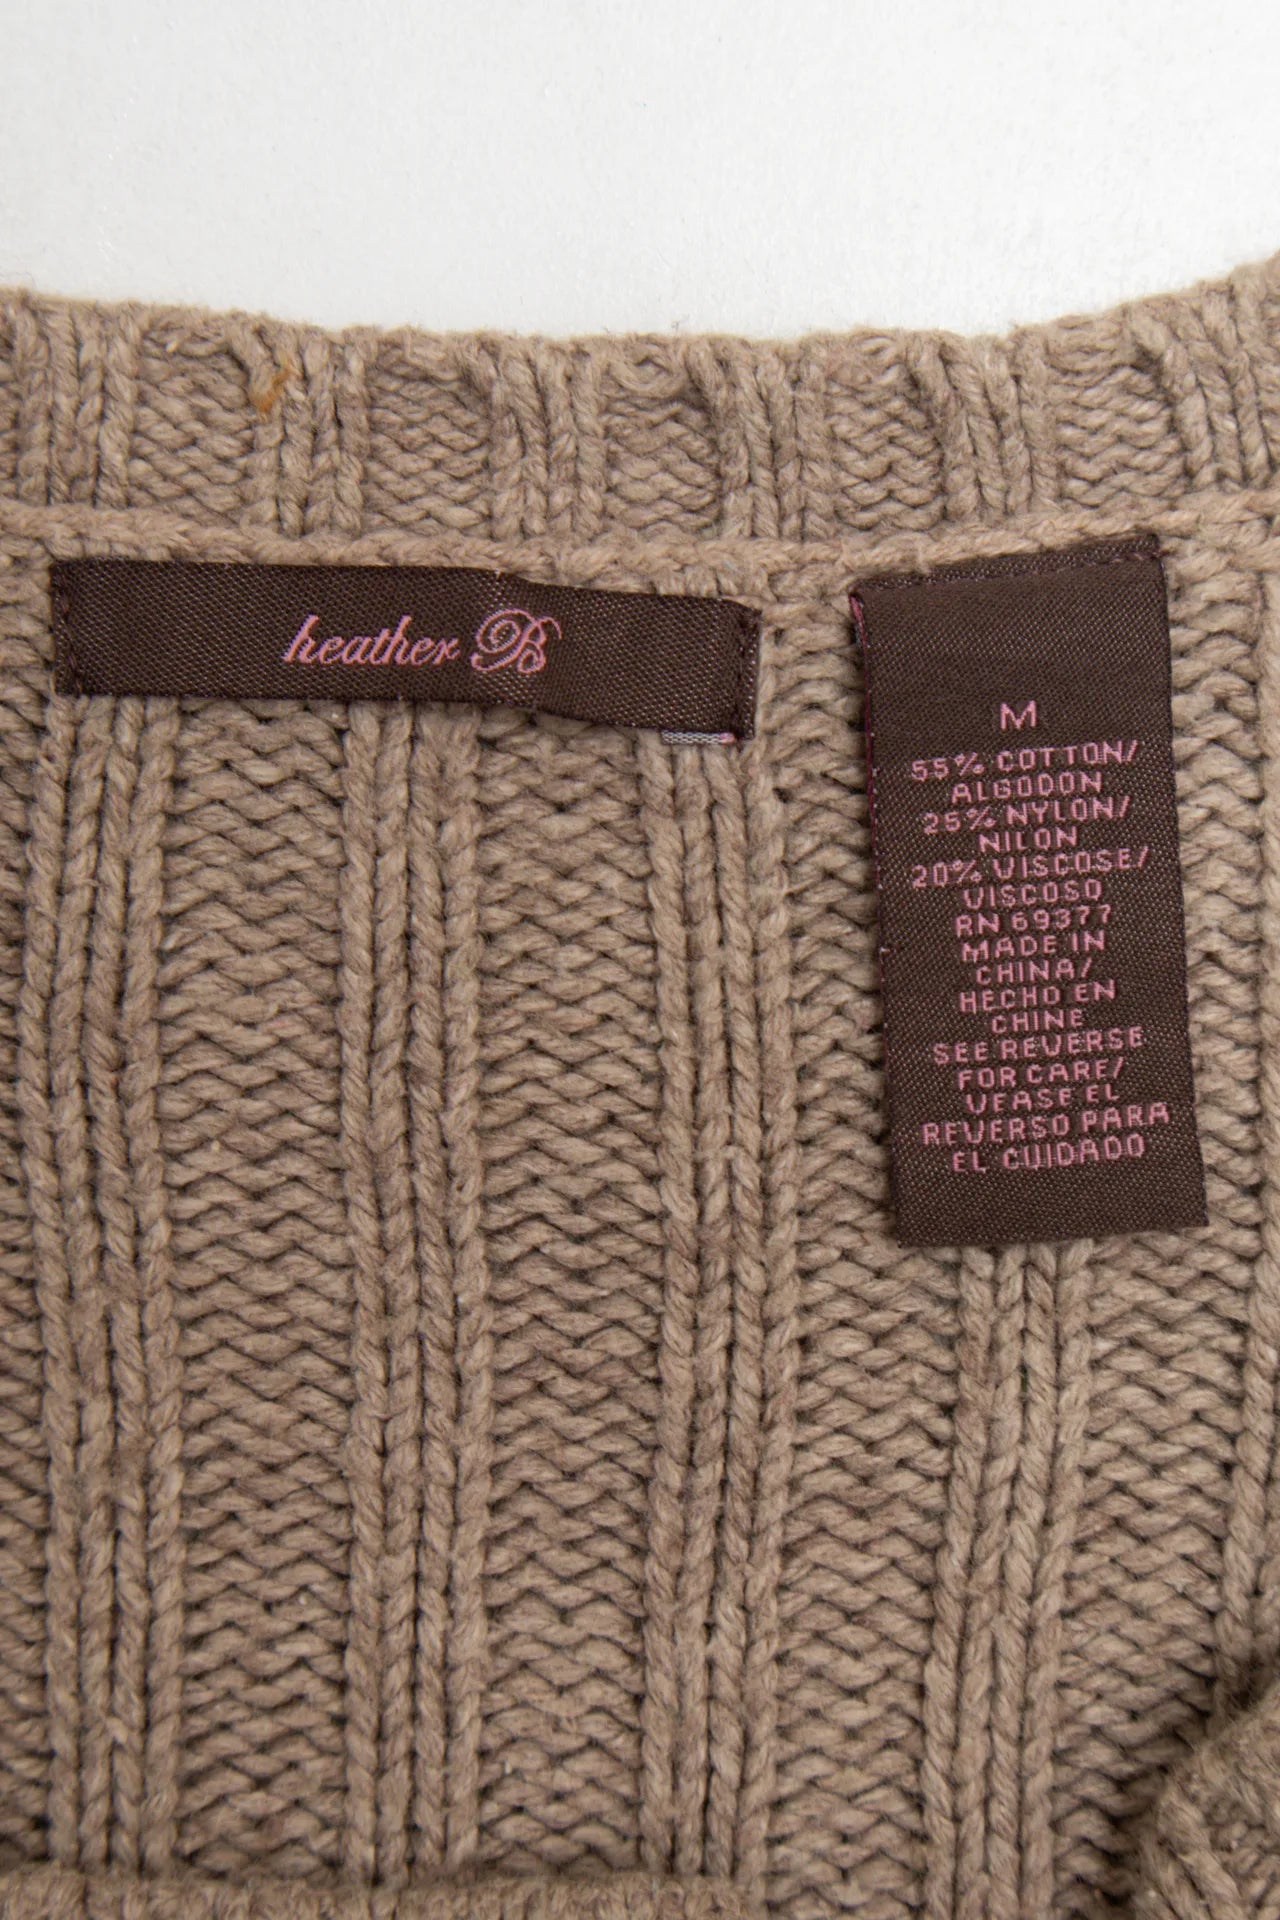 heather B
M
55% COTTON/
ALGODON
25% NYLON/
NILON
20% VISCOSE/
VISCOSO
RN 69377
MADE IN
CHINA/
HECHO EN
CHINE
SEE REVERSE
FOR CARE/
VEASE EL
REVERSO PARA
EL CUIDADO